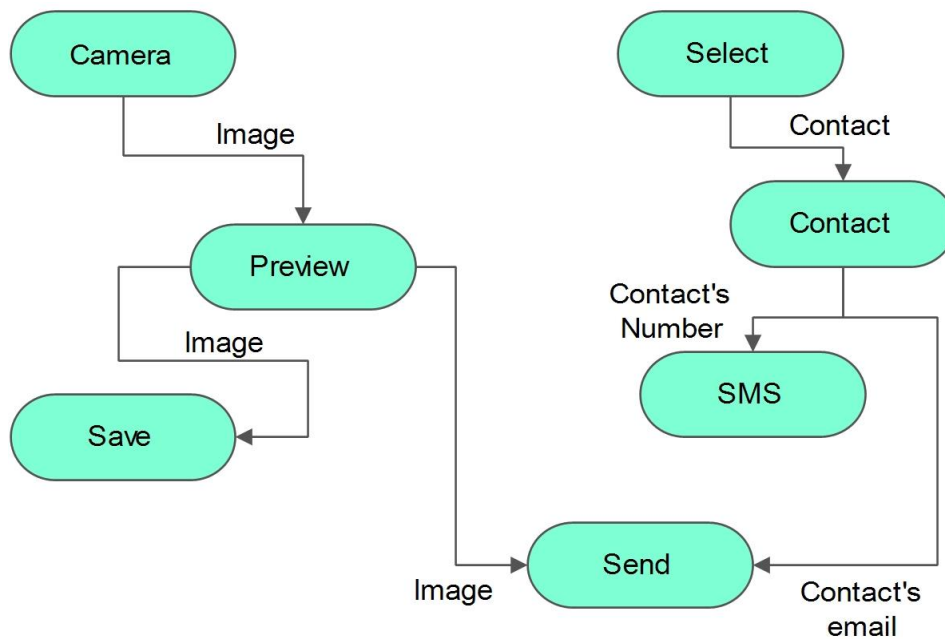 Camera
Select
Image
Contact
Contact
Preview
Contact's
Number
Image
SMS
Save
Send
Image
Contact's
email